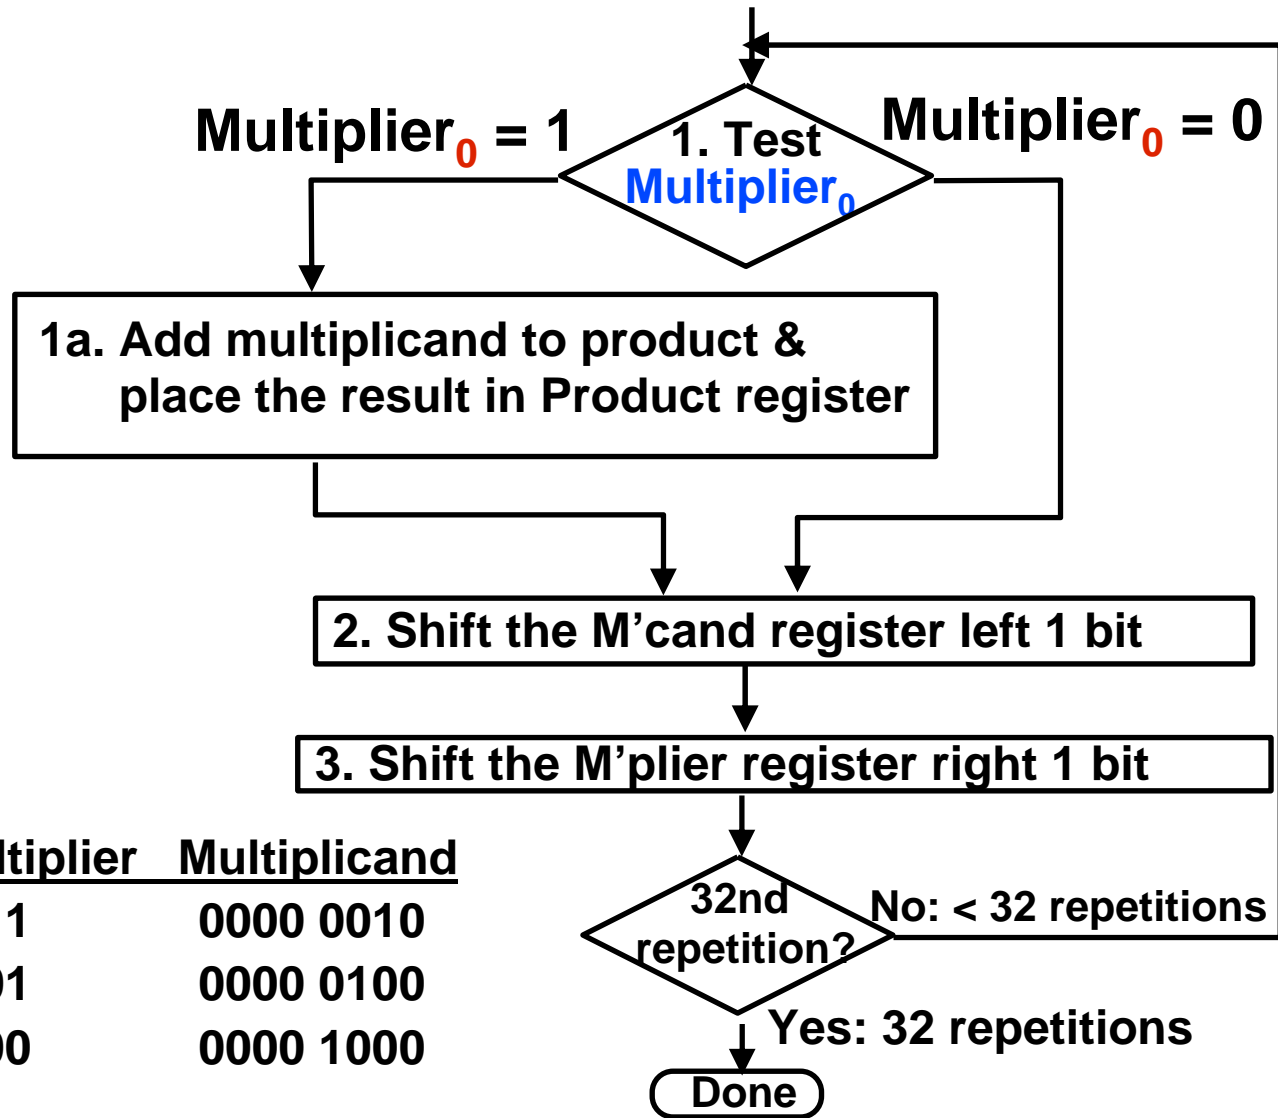 Multiplier0 = 1
1. Test
Multiplier0
Multiplier0 = 0
1a. Add multiplicand to product &
place the result in Product register
2. Shift the M’cand register left 1 bit
3. Shift the M’plier register right 1 bit
32nd
repetition?
No: < 32 repetitions
Yes: 32 repetitions
Done
Multiplicand
0000 0010
0000 0100
0000 1000